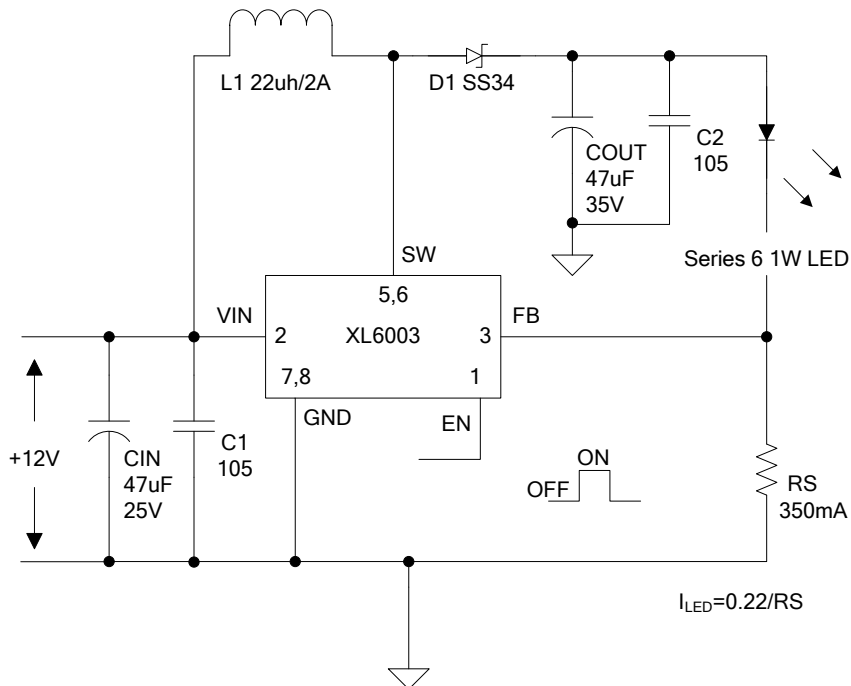 L1 22uh/2A
D1 SS34
COUT
47uF
35V
C2
105
Series 6 1W LED
SW
5,6
VIN
2
XL6003
3
FB
7,8
1
GND
EN
+12V
CIN
47uF
25V
C1
105
OFF
ON
RS
350mA
I_LED=0.22/RS